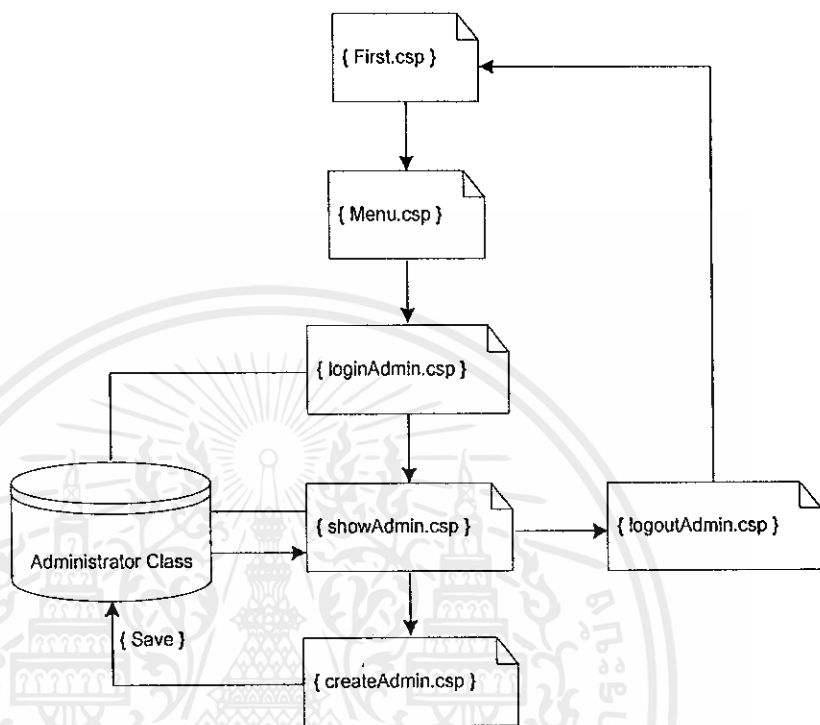 { First.csp }
{ Menu.csp }
{ loginAdmin.csp }
Administrator Class
{ showAdmin.csp }
{ logoutAdmin.csp }
{ Save }
{ createAdmin.csp }